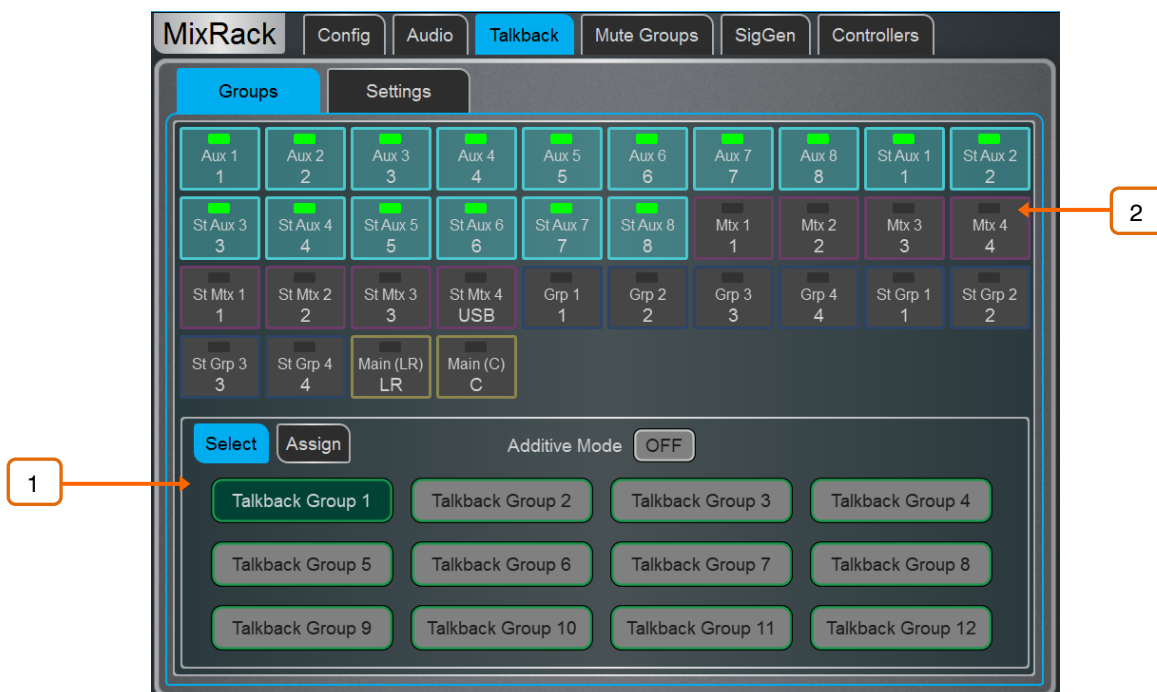 MixRack Config Audio Talkback Mute Groups SigGen Controllers
Groups Settings
Aux 1 Aux 2 Aux 3 Aux 4 Aux 5 Aux 6 Aux 7 Aux 8 St Aux 1 St Aux 2
1 2 3 4 5 6 7 8 1 2
2
St Aux 3 St Aux 4 St Aux 5 St Aux 6 St Aux 7 St Aux 8 Mtx 1 Mtx 2 Mtx 3 Mtx 4
3 4 5 6 7 8 1 2 3 4
St Mtx 1 St Mtx 2 St Mtx 3 St Mtx 4 Grp 1 Grp 2 Grp 3 Grp 4 St Grp 1 St Grp 2
1 2 3 USB 1 2 3 4 1 2
St Grp 3 St Grp 4 Main (LR) Main (C)
3 4 LR C
Select Assign Additive Mode OFF
1
Talkback Group 1 Talkback Group 2 Talkback Group 3 Talkback Group 4
Talkback Group 5 Talkback Group 6 Talkback Group 7 Talkback Group 8
Talkback Group 9 Talkback Group 10 Talkback Group 11 Talkback Group 12